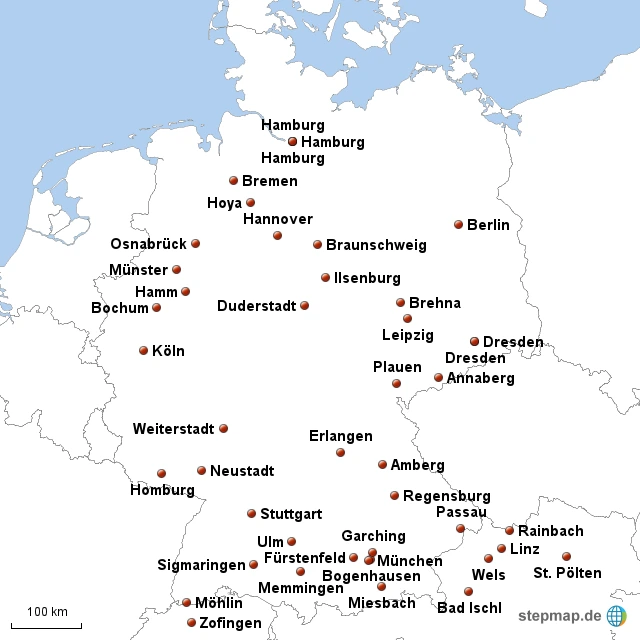 Hamburg
Hamburg
Hamburg
Bremen
Hoya
Hannover
Berlin
Osnabrück
Braunschweig
Münster
Ilsenburg
Hamm
Bochum
Duderstadt
Brehna
Leipzig
Köln
Dresden
Dresden
Plauen
Annaberg
Weiterstadt
Erlangen
Neustadt
Amberg
Homburg
Regensburg
Stuttgart
Passau
Rainbach
Ulm
Garching
Linz
Fürstenfeld
München
Sigmaringen
Wels
St. Pölten
Bogenhausen
Memmingen
Miesbach
Bad Ischl
Möhlin
Zofingen
100 km
stepmap.de